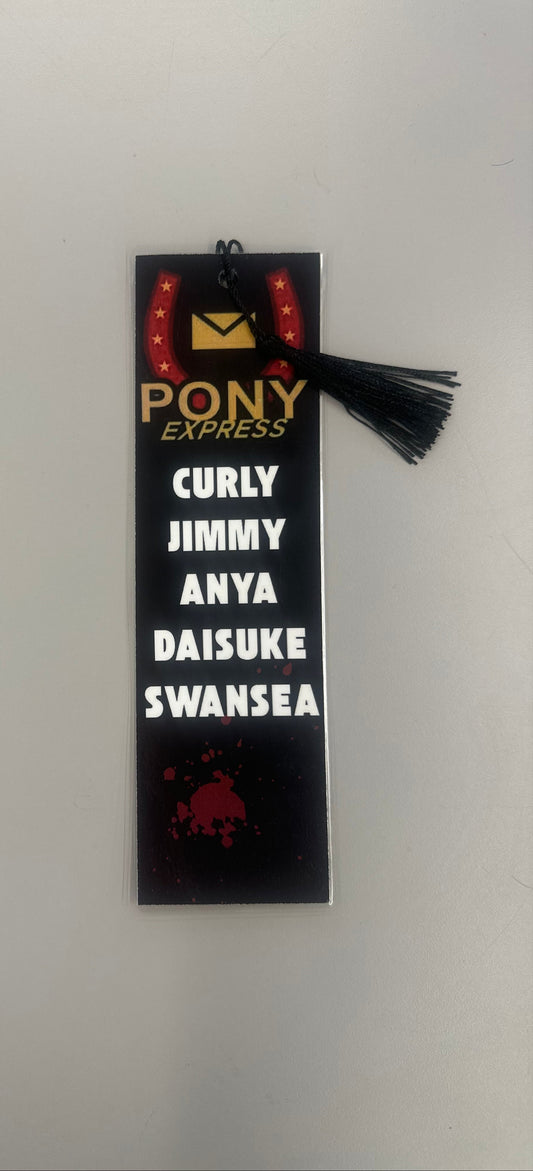 PONY
EXPRESS
CURLY
JIMMY
ANYA
DAISUKE
SWANSEA